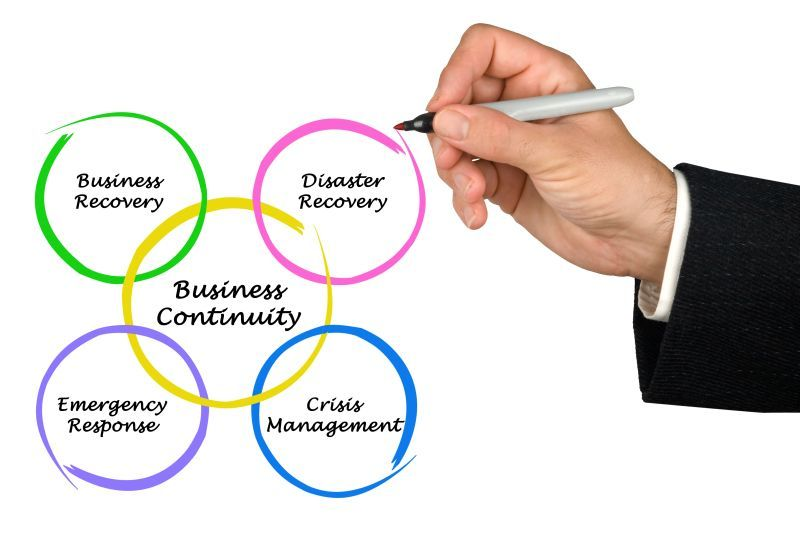 Business
Recovery
Disaster
Recovery
Business
Continuity
Emergency
Response
Crisis
Management